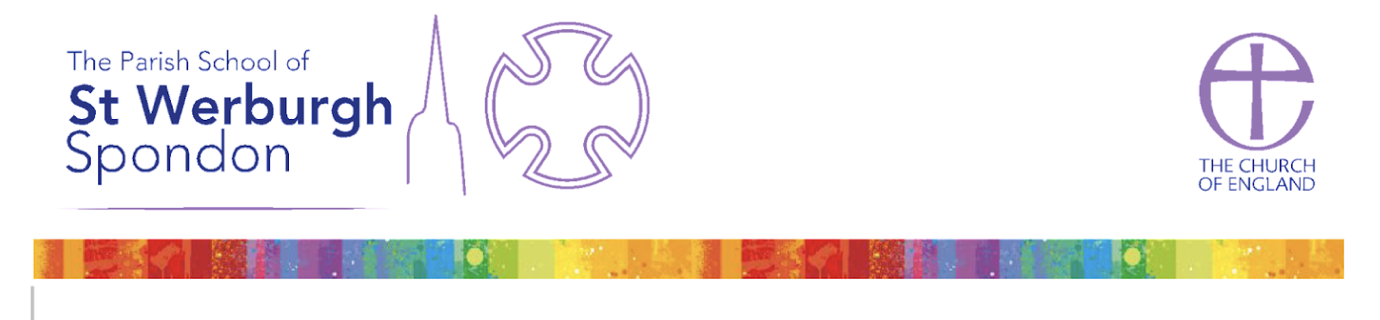 The Parish School of
St Werburgh
Spondon
THE CHURCH
OF ENGLAND